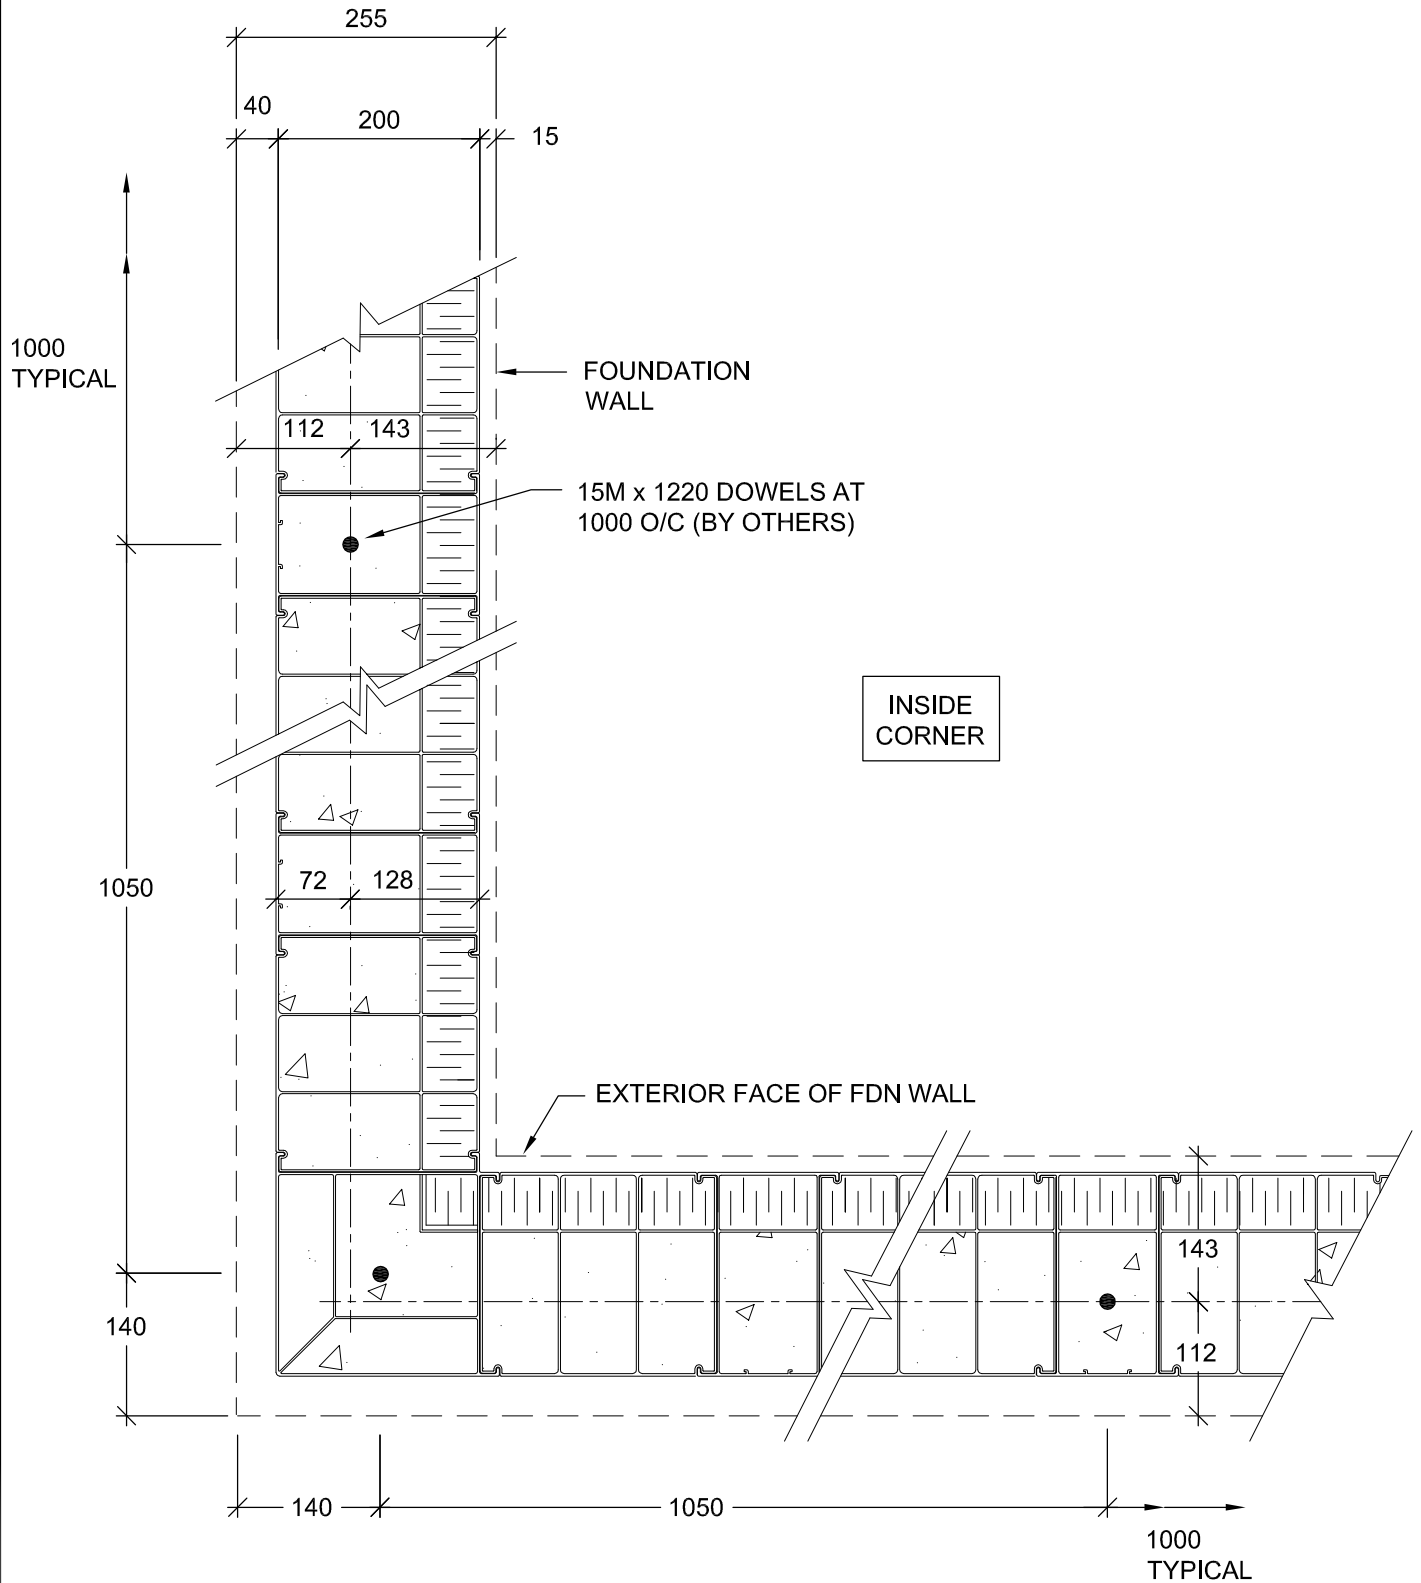 255
40
200
15
1000
TYPICAL
FOUNDATION
WALL
112
143
15M x 1220 DOWELS AT
1000 O/C (BY OTHERS)
INSIDE
CORNER
72
128
1050
EXTERIOR FACE OF FDN WALL
143
140
112
140
1050
1000
TYPICAL